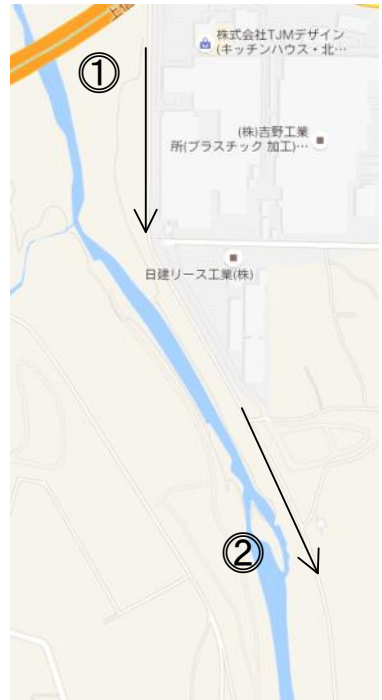 上信
①
株式会社TJMデザイン
(キッチンハウス・北…
(株)吉野工業
所(プラスチック 加工)…
日建リース工業(株)
②